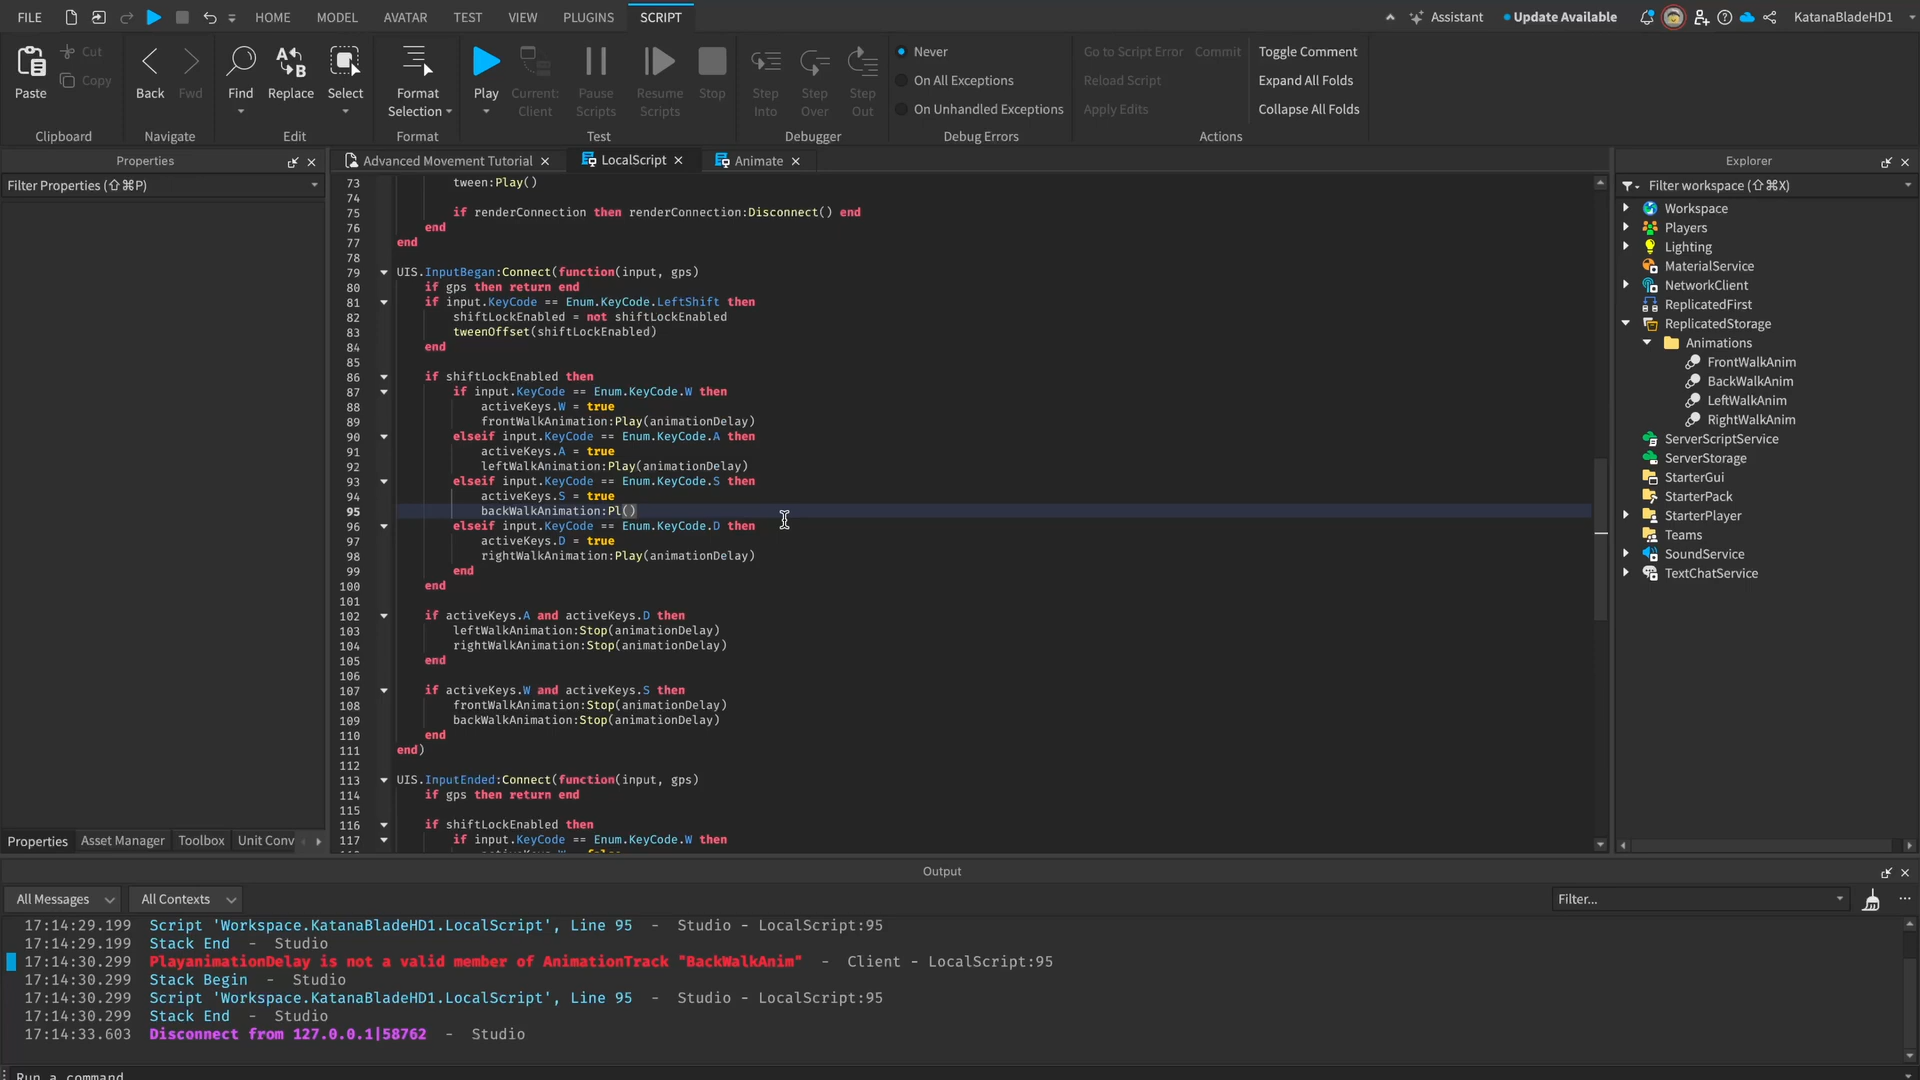 FILE HOME MODEL AVATAR TEST VIEW PLUGINS SCRIPT Assistant Update Available KatanaBladeHD1
Paste Cut Copy
Clipboard
Back Fwd
Navigate
Find Replace Select
Edit
Format Selection
Format
Play Current: Client Pause Scripts Resume Scripts Stop
Test
Step Into Step Over Step Out
Debugger
Never
On All Exceptions
On Unhandled Exceptions
Debug Errors
Go to Script Error Commit
Reload Script
Apply Edits
Toggle Comment
Expand All Folds
Collapse All Folds
Actions
Properties
Filter Properties (⇧⌘P)
Advanced Movement Tutorial LocalScript Animate
73 tween:Play()
74
75 if renderConnection then renderConnection:Disconnect() end
76 end
77 end
78
79 UIS.InputBegan:Connect(function(input, gps)
80 if gps then return end
81 if input.KeyCode == Enum.KeyCode.LeftShift then
82 shiftLockEnabled = not shiftLockEnabled
83 tweenOffset(shiftLockEnabled)
84 end
85
86 if shiftLockEnabled then
87 if input.KeyCode == Enum.KeyCode.W then
88 activeKeys.W = true
89 frontWalkAnimation:Play(animationDelay)
90 elseif input.KeyCode == Enum.KeyCode.A then
91 activeKeys.A = true
92 leftWalkAnimation:Play(animationDelay)
93 elseif input.KeyCode == Enum.KeyCode.S then
94 activeKeys.S = true
95 backWalkAnimation:Pl()
96 elseif input.KeyCode == Enum.KeyCode.D then
97 activeKeys.D = true
98 rightWalkAnimation:Play(animationDelay)
99 end
100 end
101
102 if activeKeys.A and activeKeys.D then
103 leftWalkAnimation:Stop(animationDelay)
104 rightWalkAnimation:Stop(animationDelay)
105 end
106
107 if activeKeys.W and activeKeys.S then
108 frontWalkAnimation:Stop(animationDelay)
109 backWalkAnimation:Stop(animationDelay)
110 end
111 end)
112
113 UIS.InputEnded:Connect(function(input, gps)
114 if gps then return end
115
116 if shiftLockEnabled then
117 if input.KeyCode == Enum.KeyCode.W then
Explorer
Filter workspace (⇧⌘X)
Workspace
Players
Lighting
MaterialService
NetworkClient
ReplicatedFirst
ReplicatedStorage
Animations
FrontWalkAnim
BackWalkAnim
LeftWalkAnim
RightWalkAnim
ServerScriptService
ServerStorage
StarterGui
StarterPack
StarterPlayer
Teams
SoundService
TextChatService
Properties Asset Manager Toolbox Unit Conv
Output
All Messages All Contexts Filter...
17:14:29.199 Script 'Workspace.KatanaBladeHD1.LocalScript', Line 95 - Studio - LocalScript:95
17:14:29.199 Stack End - Studio
17:14:30.299 PlayanimationDelay is not a valid member of AnimationTrack "BackWalkAnim" - Client - LocalScript:95
17:14:30.299 Stack Begin - Studio
17:14:30.299 Script 'Workspace.KatanaBladeHD1.LocalScript', Line 95 - Studio - LocalScript:95
17:14:30.299 Stack End - Studio
17:14:33.603 Disconnect from 127.0.0.1|58762 - Studio
Run a command